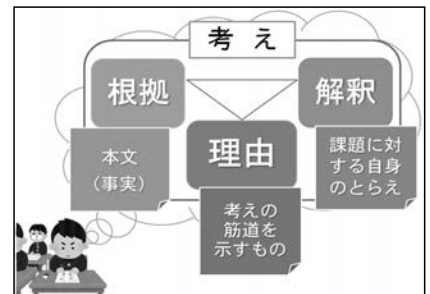 考え
根拠
解釈
理由
本文
（事実）
課題に対
する自身
のとらえ
考えの
筋道を
示すもの